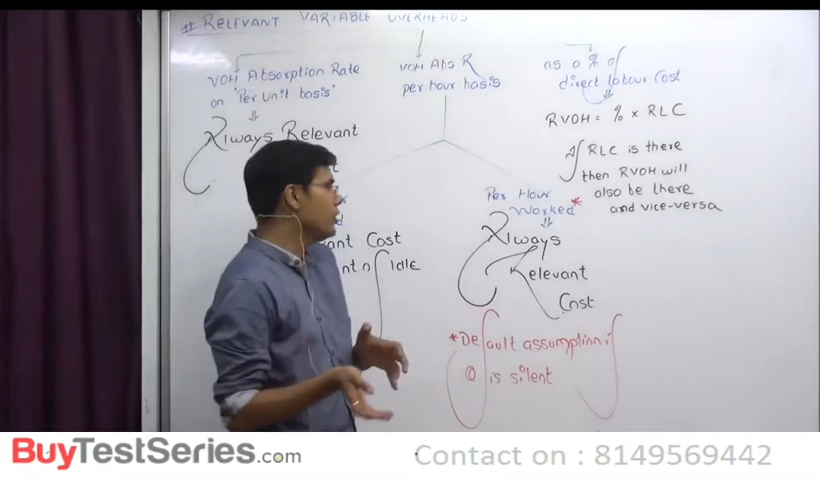 # RELEVANT VARIABLE OVERHEADS
VOH Absorption Rate
on 'Per Unit basis'
Always Relevant
VOH Abs R
per hour basis
as a % of
direct labour cost
RVOH = % x RLC
If RLC is there
then RVOH will
also be there
and vice-versa
Cost
Idle
Per Hour
Worked*
Always
Relevant
Cost
*Default assumption if
Q is silent
BuyTestSeries.com
Contact on : 8149569442